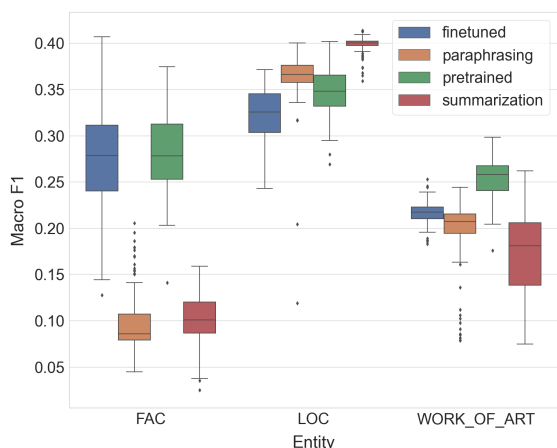 finetuned
paraphrasing
pretrained
summarization
Macro F1
0.40
0.35
0.30
0.25
0.20
0.15
0.10
0.05
FAC LOC WORK_OF_ART
Entity